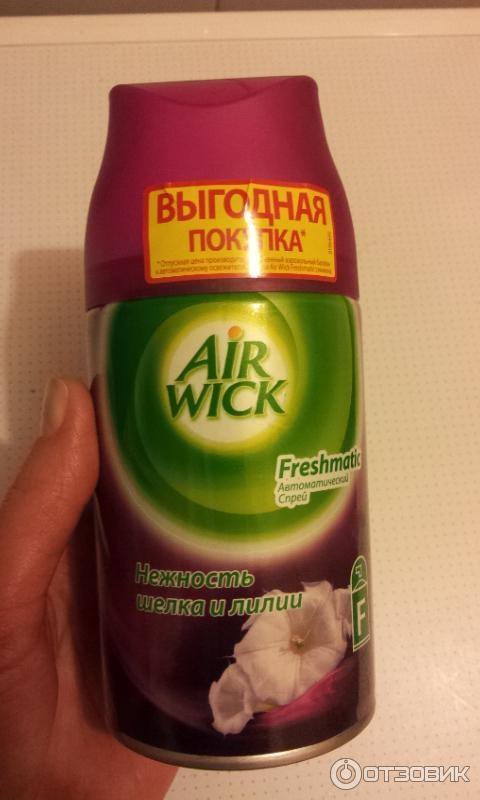 ВЫГОДНАЯ
ПОКУПКА*
AIR
WICK
Freshmatic
Автоматический
Спрей
Нежность
шелка и лилии
F
ОТЗОВИК